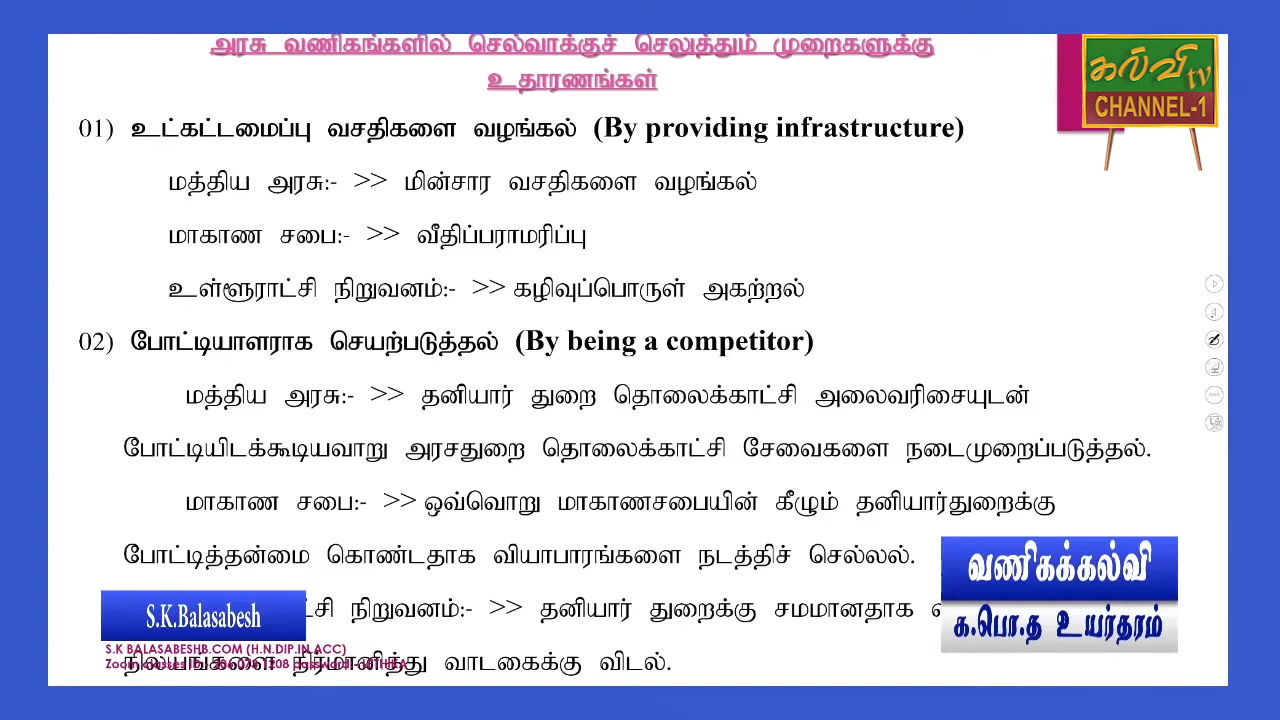 அரசு வணிகங்களில் செல்வாக்குச் செலுத்தும் முறைகளுக்கு
உதாரணங்கள்
கல்வி tv
CHANNEL-1
01) உட்கட்டமைப்பு வசதிகளை வழங்கல் (By providing infrastructure)
மத்திய அரசு:- >> மின்சார வசதிகளை வழங்கல்
மாகாண சபை:- >> வீதிப்பராமரிப்பு
உள்ளூராட்சி நிறுவனம்:- >> கழிவுப்பொருள் அகற்றல்
02) போட்டியாளராக செயற்படுத்தல் (By being a competitor)
மத்திய அரசு:- >> தனியார் துறை தொலைக்காட்சி அலைவரிசையுடன்
போட்டியிடக்கூடியவாறு அரசதுறை தொலைக்காட்சி சேவைகளை நடைமுறைப்படுத்தல்.
மாகாண சபை:- >> ஒவ்வொறு மாகாணசபையின் கீழும் தனியார்துறைக்கு
போட்டித்தன்மை கொண்டதாக வியாபாரங்களை நடத்திச் செல்லல்.
வணிகக்கல்வி
க.பொ.த உயர்தரம்
நிறுவனம்:- >> தனியார் துறைக்கு சமமானதாக
S.K.Balasabesh
S.K BALASABESHB.COM (H.N.DIP.IN.ACC)
நிர்மாணித்து வாடகைக்கு விடல்.